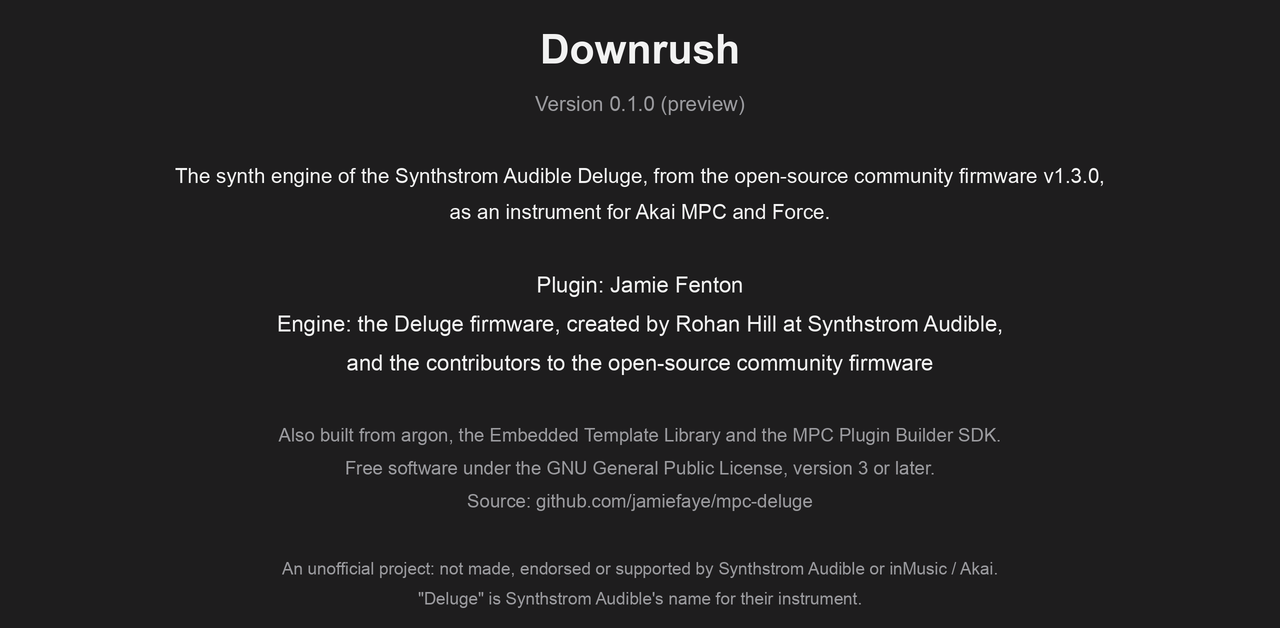 Downrush
Version 0.1.0 (preview)
The synth engine of the Synthstrom Audible Deluge, from the open-source community firmware v1.3.0,
as an instrument for Akai MPC and Force.
Plugin: Jamie Fenton
Engine: the Deluge firmware, created by Rohan Hill at Synthstrom Audible,
and the contributors to the open-source community firmware
Also built from argon, the Embedded Template Library and the MPC Plugin Builder SDK.
Free software under the GNU General Public License, version 3 or later.
Source: github.com/jamiefaye/mpc-deluge
An unofficial project: not made, endorsed or supported by Synthstrom Audible or inMusic / Akai.
"Deluge" is Synthstrom Audible's name for their instrument.